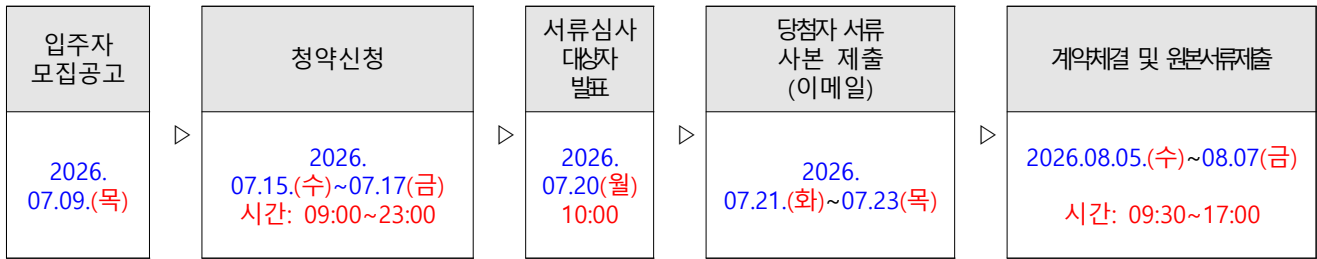 입주자
모집공고
2026.
07.09.(목)
▷
청약신청
2026.
07.15.(수)~07.17(금)
시간: 09:00~23:00
▷
서류심사
대상자
발표
2026.
07.20(월)
10:00
▷
당첨자 서류
사본 제출
(이메일)
2026.
07.21.(화)~07.23(목)
▷
계약체결 및 원본서류제출
2026.08.05.(수)~08.07(금)
시간: 09:30~17:00